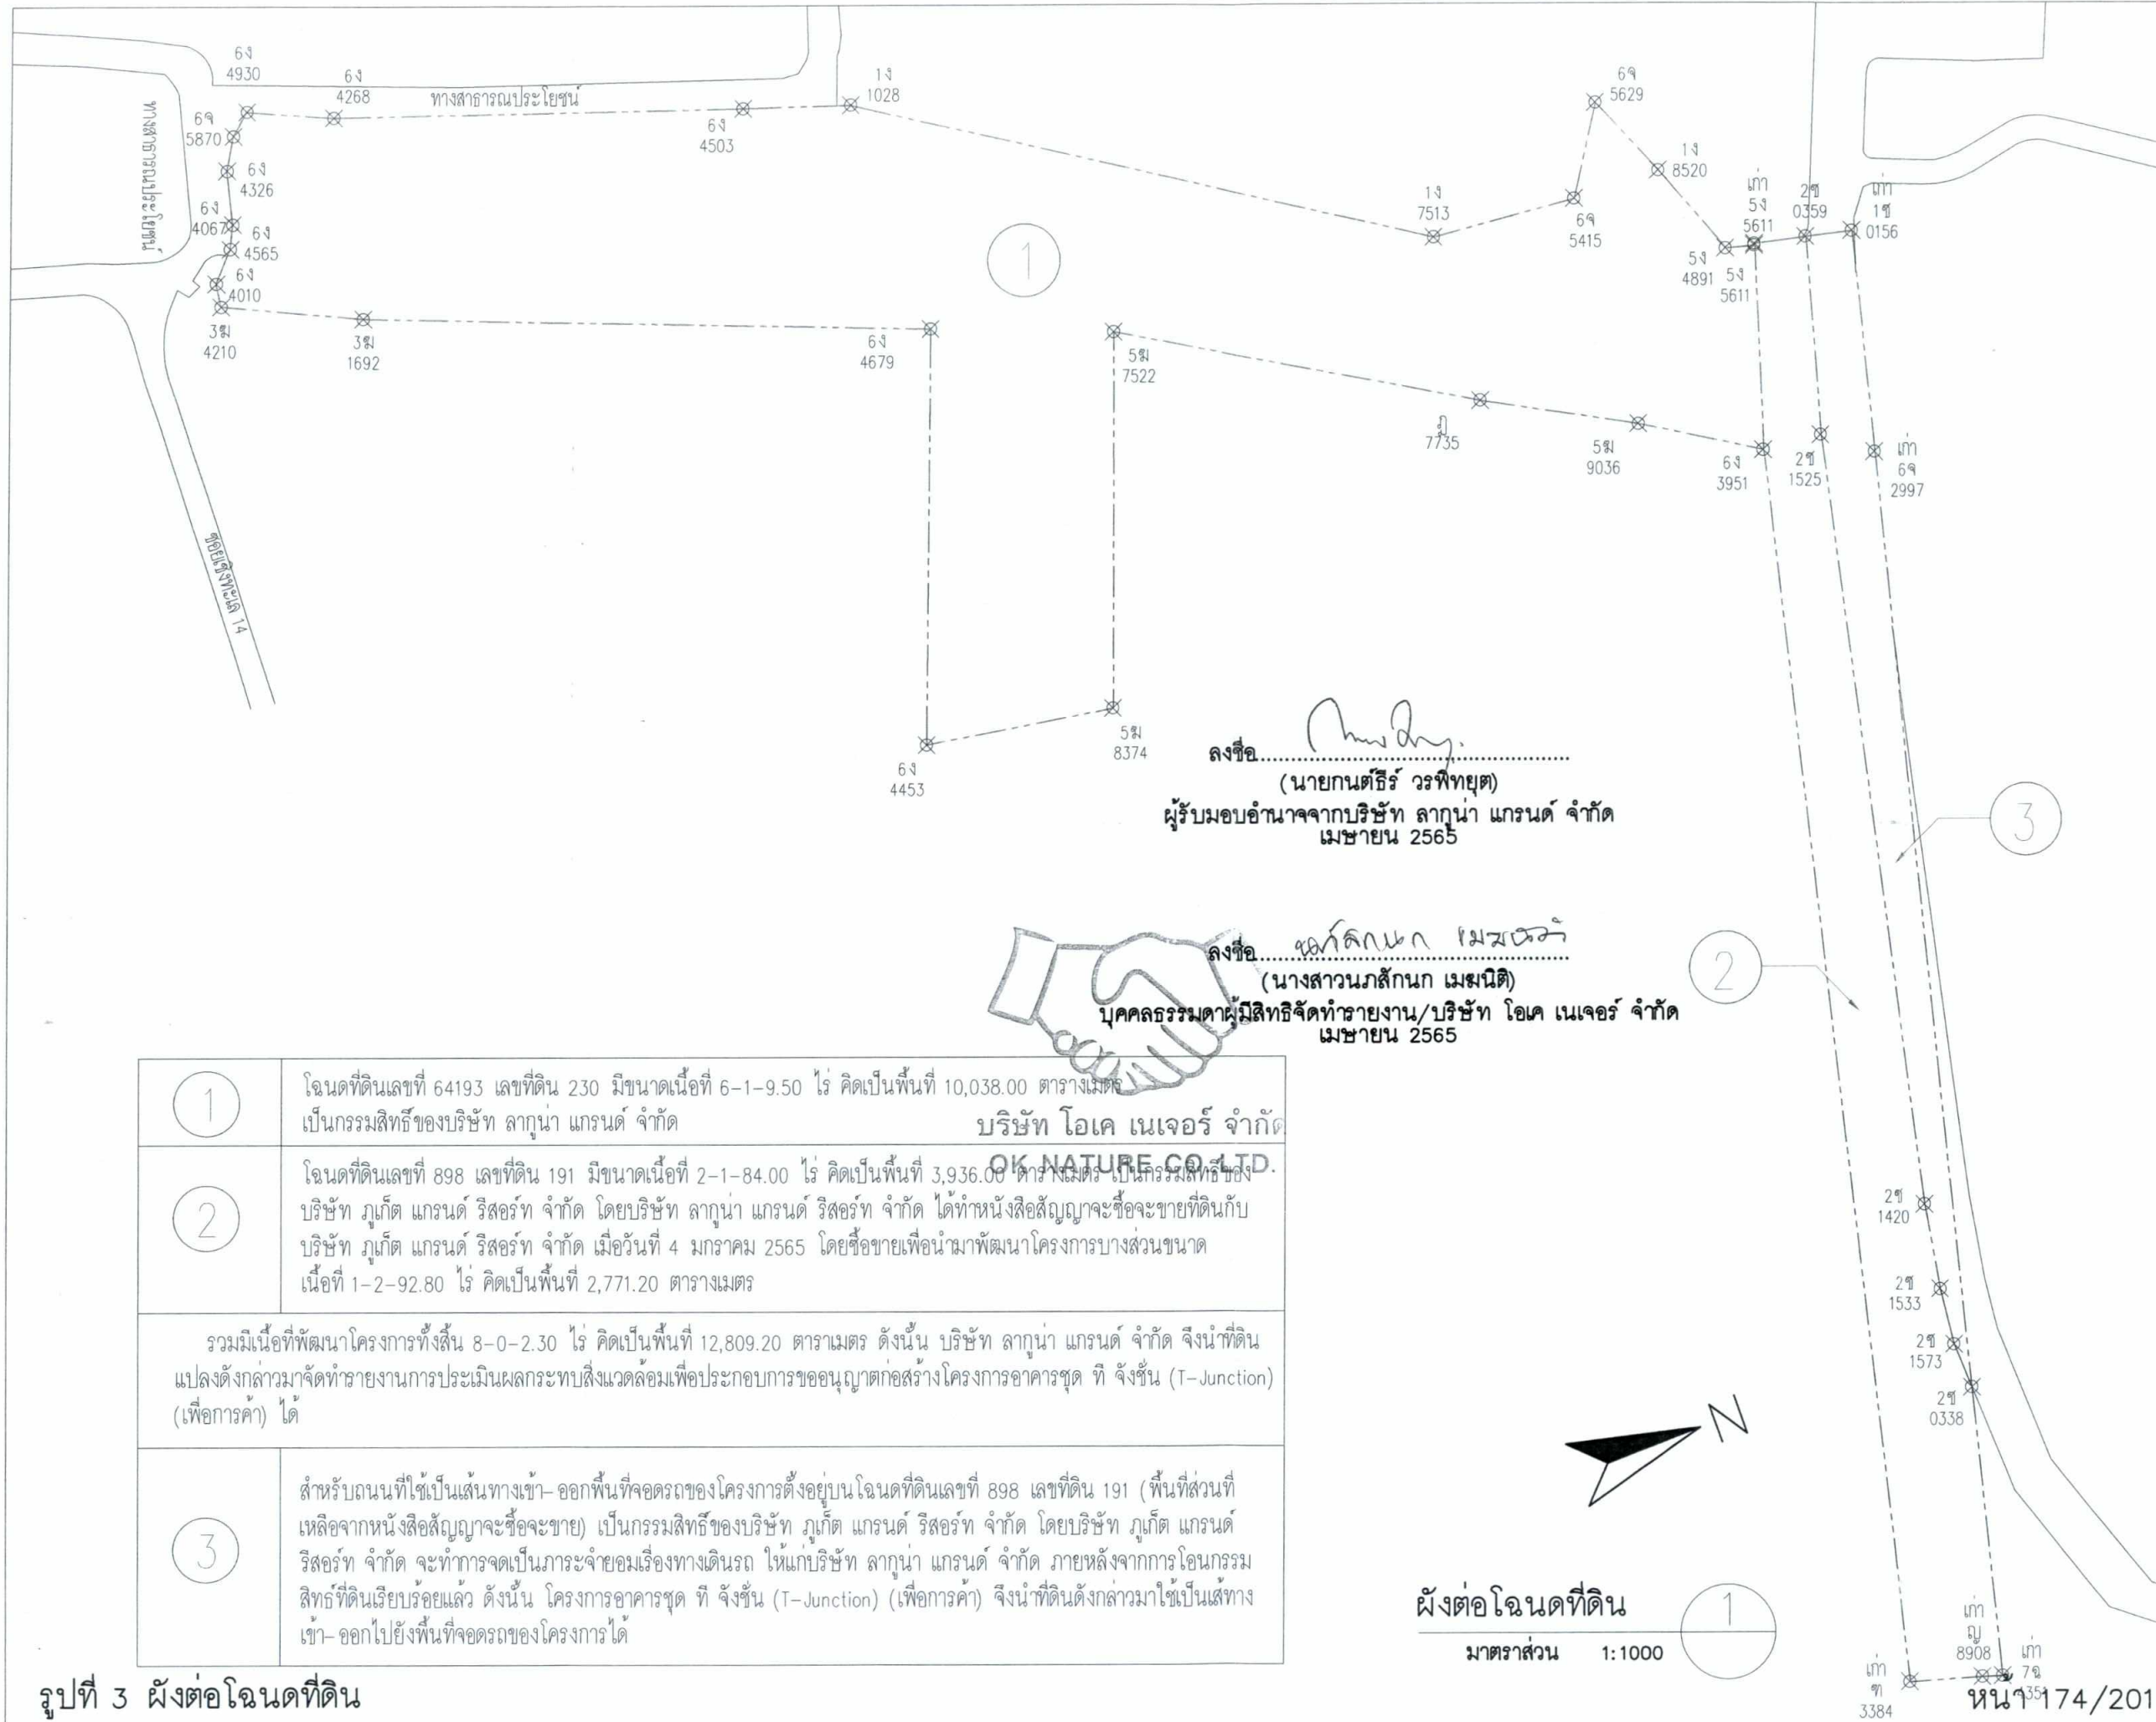 6ง
4930
6ง
4268
ทางสาธารณประโยชน์
6ง
4503
1ง
1028
6จ
5629
1ง
8520
1ง
7513
6จ
5415
5ง
4891
5ง
5611
เก่า
5ง
5611
2ช
0359
เก่า
1ช
0156
6จ
5870
6ง
4326
6ง
4067
6ง
4565
6ง
4010
ทางสาธารณประโยชน์
3ฆ
4210
3ฆ
1692
6ง
4679
5ฆ
7522
7735
5ฆ
9036
6ง
3951
2ช
1525
เก่า
6จ
2997
1
ซอยเชิงทะเล 14
6ง
4453
5ฆ
8374
ลงชื่อ
(นายกนต์ธีร์ วรพิทยุต)
ผู้รับมอบอำนาจจากบริษัท ลากูน่า แกรนด์ จำกัด
เมษายน 2565
3
ลงชื่อ
(นางสาวนภสักนก เมฆนิติ)
บุคคลธรรมดาผู้มีสิทธิจัดทำรายงาน/บริษัท โอเค เนเจอร์ จำกัด
เมษายน 2565
2
บริษัท โอเค เนเจอร์ จำกัด
OK NATURE CO.,LTD.
1
โฉนดที่ดินเลขที่ 64193 เลขที่ดิน 230 มีขนาดเนื้อที่ 6-1-9.50 ไร่ คิดเป็นพื้นที่ 10,038.00 ตารางเมตร
เป็นกรรมสิทธิ์ของบริษัท ลากูน่า แกรนด์ จำกัด
2
โฉนดที่ดินเลขที่ 898 เลขที่ดิน 191 มีขนาดเนื้อที่ 2-1-84.00 ไร่ คิดเป็นพื้นที่ 3,936.00 ตารางเมตร เป็นกรรมสิทธิ์ของ
บริษัท ภูเก็ต แกรนด์ รีสอร์ท จำกัด โดยบริษัท ลากูน่า แกรนด์ รีสอร์ท จำกัด ได้ทำหนังสือสัญญาจะซื้อจะขายที่ดินกับ
บริษัท ภูเก็ต แกรนด์ รีสอร์ท จำกัด เมื่อวันที่ 4 มกราคม 2565 โดยซื้อขายเพื่อนำมาพัฒนาโครงการบางส่วนขนาด
เนื้อที่ 1-2-92.80 ไร่ คิดเป็นพื้นที่ 2,771.20 ตารางเมตร
รวมมีเนื้อที่พัฒนาโครงการทั้งสิ้น 8-0-2.30 ไร่ คิดเป็นพื้นที่ 12,809.20 ตาราเมตร ดังนั้น บริษัท ลากูน่า แกรนด์ จำกัด จึงนำที่ดิน
แปลงดังกล่าวมาจัดทำรายงานการประเมินผลกระทบสิ่งแวดล้อมเพื่อประกอบการขออนุญาตก่อสร้างโครงการอาคารชุด ที จังชั่น (T-Junction)
(เพื่อการค้า) ได้
3
สำหรับถนนที่ใช้เป็นเส้นทางเข้า-ออกพื้นที่จอดรถของโครงการตั้งอยู่บนโฉนดที่ดินเลขที่ 898 เลขที่ดิน 191 (พื้นที่ส่วนที่
เหลือจากหนังสือสัญญาจะซื้อจะขาย) เป็นกรรมสิทธิ์ของบริษัท ภูเก็ต แกรนด์ รีสอร์ท จำกัด โดยบริษัท ภูเก็ต แกรนด์
รีสอร์ท จำกัด จะทำการจดเป็นภาระจำยอมเรื่องทางเดินรถ ให้แก่บริษัท ลากูน่า แกรนด์ จำกัด ภายหลังจากการโอนกรรม
สิทธ์ที่ดินเรียบร้อยแล้ว ดังนั้น โครงการอาคารชุด ที จังชั่น (T-Junction) (เพื่อการค้า) จึงนำที่ดินดังกล่าวมาใช้เป็นเส้ทาง
เข้า-ออกไปยังพื้นที่จอดรถของโครงการได้
2ช
1420
2ช
1533
2ช
1573
2ช
0338
N
ผังต่อโฉนดที่ดิน
1
มาตราส่วน 1:1000
เก่า
3384
เก่า
ญ
8908
เก่า
7ฉ
รูปที่ 3 ผังต่อโฉนดที่ดิน
หน้า 174/201